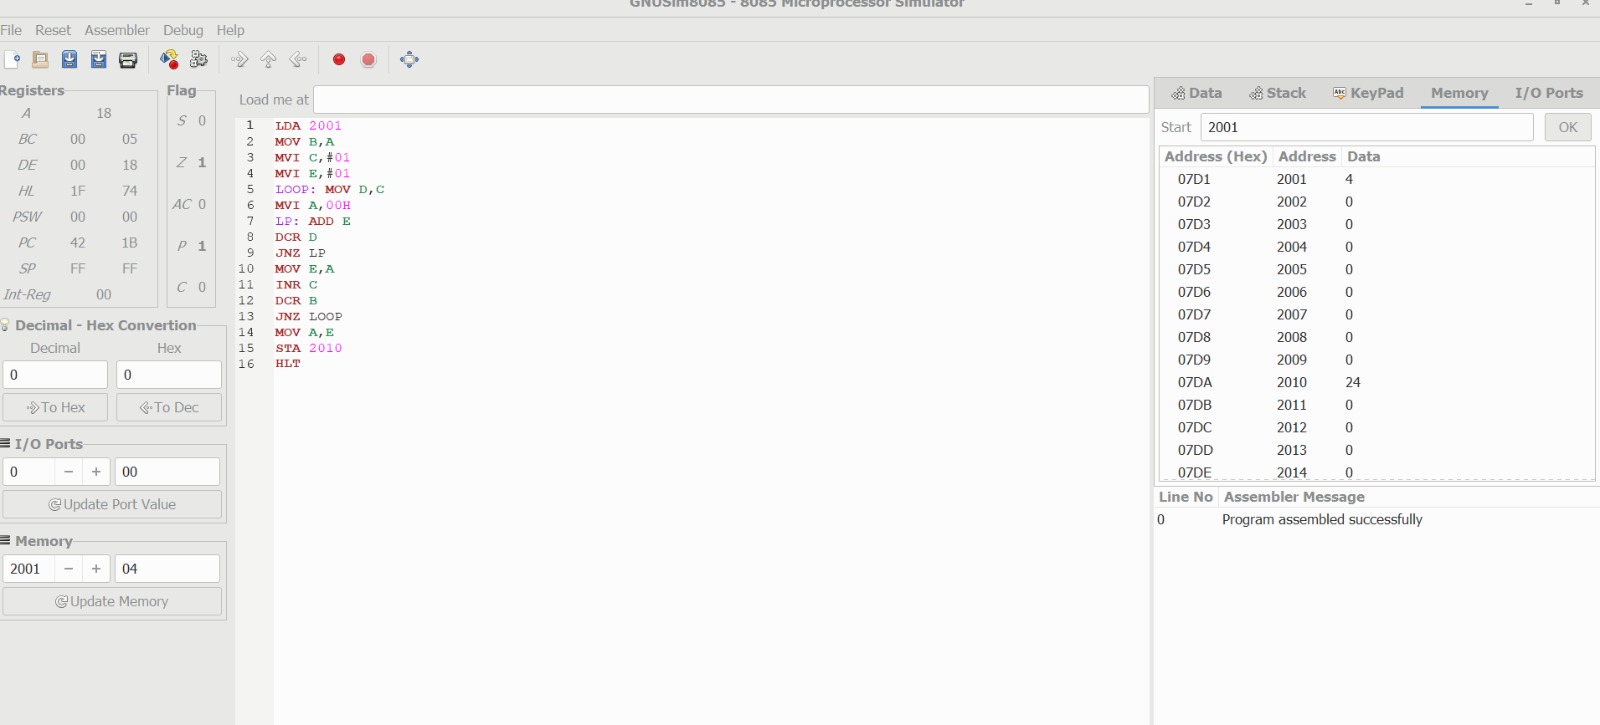 GNUSim8085 - 8085 Microprocessor Simulator
File Reset Assembler Debug Help
Registers
A 18
BC 00 05
DE 00 18
HL 1F 74
PSW 00 00
PC 42 1B
SP FF FF
Int-Reg 00
Flag
S 0
Z 1
AC 0
P 1
C 0
Decimal - Hex Convertion
Decimal Hex
0 0
To Hex To Dec
I/O Ports
0 - + 00
Update Port Value
Memory
2001 - + 04
Update Memory
Load me at
1 LDA 2001
2 MOV B,A
3 MVI C,#01
4 MVI E,#01
5 LOOP: MOV D,C
6 MVI A,00H
7 LP: ADD E
8 DCR D
9 JNZ LP
10 MOV E,A
11 INR C
12 DCR B
13 JNZ LOOP
14 MOV A,E
15 STA 2010
16 HLT
Data Stack KeyPad Memory I/O Ports
Start 2001 OK
Address (Hex) Address Data
07D1 2001 4
07D2 2002 0
07D3 2003 0
07D4 2004 0
07D5 2005 0
07D6 2006 0
07D7 2007 0
07D8 2008 0
07D9 2009 0
07DA 2010 24
07DB 2011 0
07DC 2012 0
07DD 2013 0
07DE 2014 0
Line No Assembler Message
0 Program assembled successfully